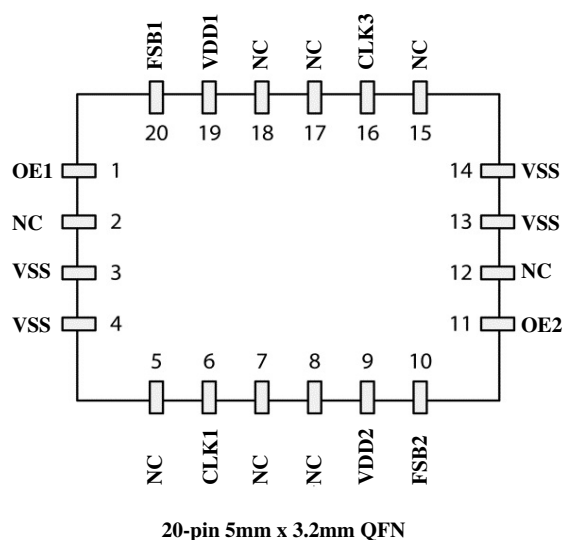 FSB1 VDD1 NC NC CLK3 NC
20 19 18 17 16 15
OE1 1 14 VSS
NC 2 13 VSS
VSS 3 12 NC
VSS 4 11 OE2
5 6 7 8 9 10
NC CLK1 NC NC VDD2 FSB2
20-pin 5mm x 3.2mm QFN